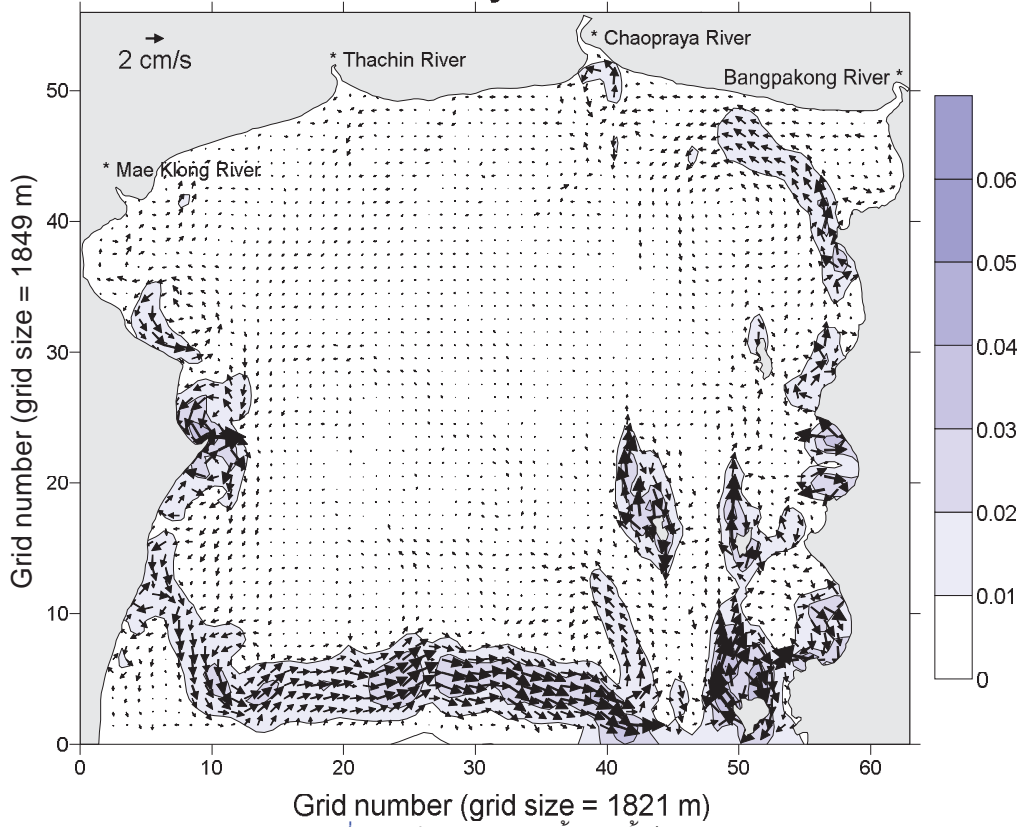 2 cm/s
* Chaopraya River
* Thachin River
Bangpakong River *
* Mae Klong River
50
40
30
20
10
0
0 10 20 30 40 50 60
Grid number (grid size = 1849 m)
Grid number (grid size = 1821 m)
0.06
0.05
0.04
0.03
0.02
0.01
0